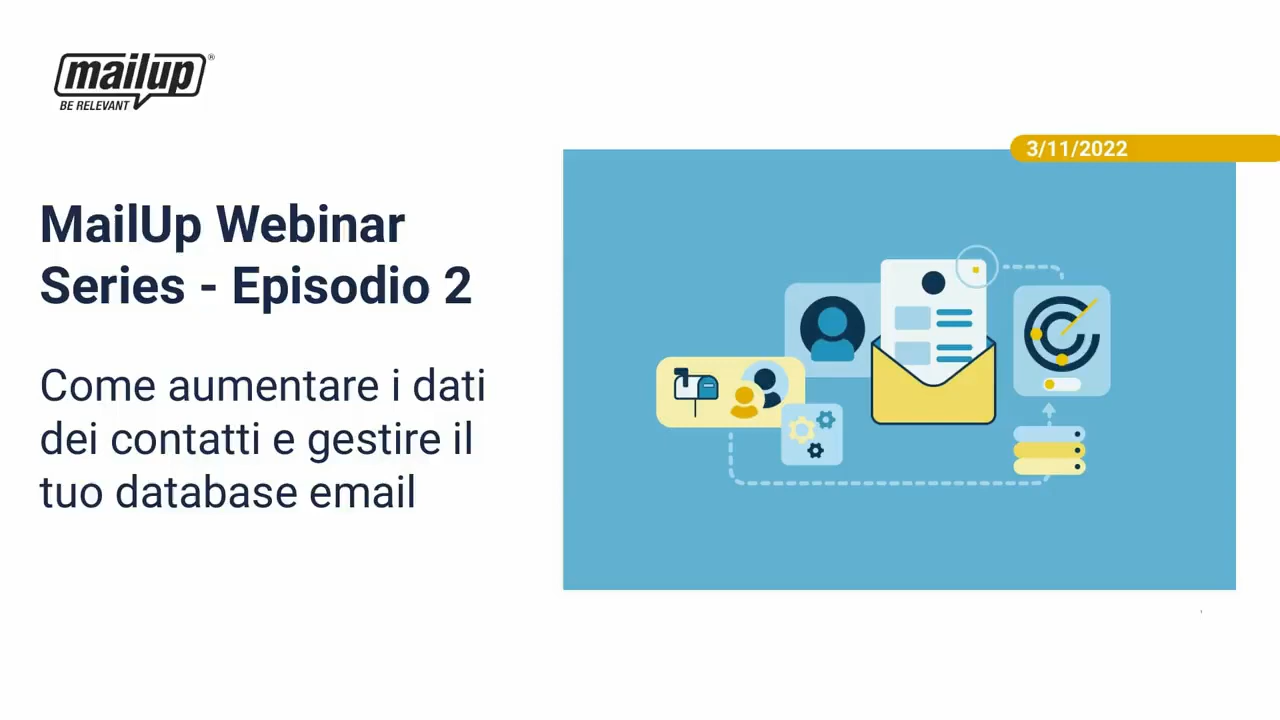 mailup®
BE RELEVANT
3/11/2022
MailUp Webinar
Series - Episodio 2
Come aumentare i dati
dei contatti e gestire il
tuo database email